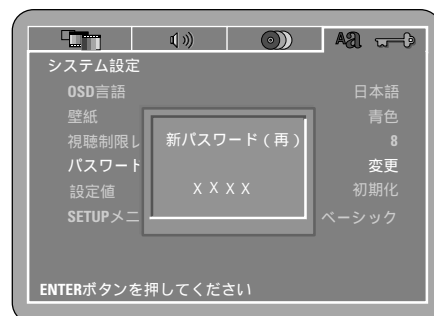 Aa
システム設定
OSD言語 日本語
壁紙 青色
視聴制限レ 8
新パスワード（再）
パスワード 変更
X X X X
設定値 初期化
SETUPメニ ベーシック
ENTERボタンを押してください